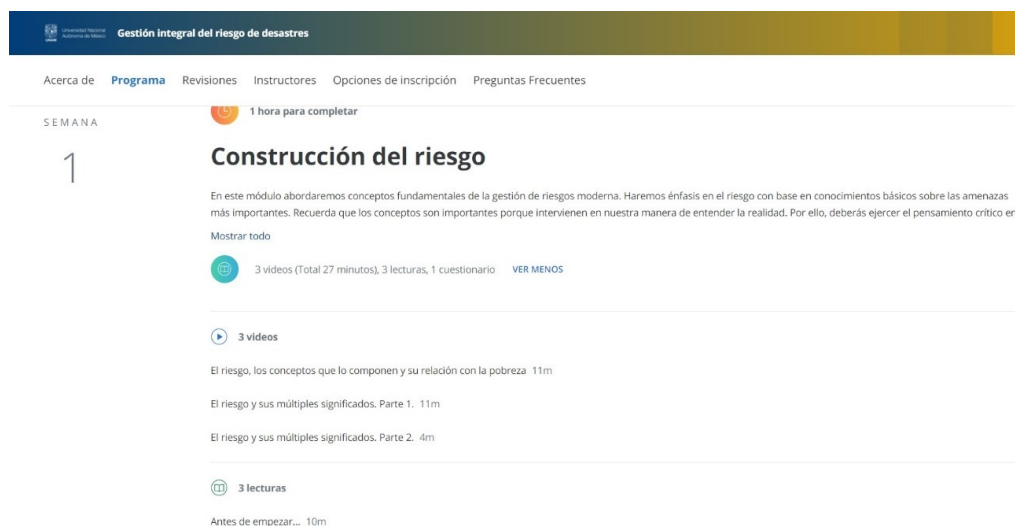 Universidad Nacional
Autónoma de México
UNAM
Gestión integral del riesgo de desastres
Acerca de Programa Revisiones Instructores Opciones de inscripción Preguntas Frecuentes
SEMANA
1
1 hora para completar
Construcción del riesgo
En este módulo abordaremos conceptos fundamentales de la gestión de riesgos moderna. Haremos énfasis en el riesgo con base en conocimientos básicos sobre las amenazas
más importantes. Recuerda que los conceptos son importantes porque intervienen en nuestra manera de entender la realidad. Por ello, deberás ejercer el pensamiento crítico en
Mostrar todo
3 videos (Total 27 minutos), 3 lecturas, 1 cuestionario VER MENOS
3 videos
El riesgo, los conceptos que lo componen y su relación con la pobreza 11m
El riesgo y sus múltiples significados. Parte 1. 11m
El riesgo y sus múltiples significados. Parte 2. 4m
3 lecturas
Antes de empezar... 10m